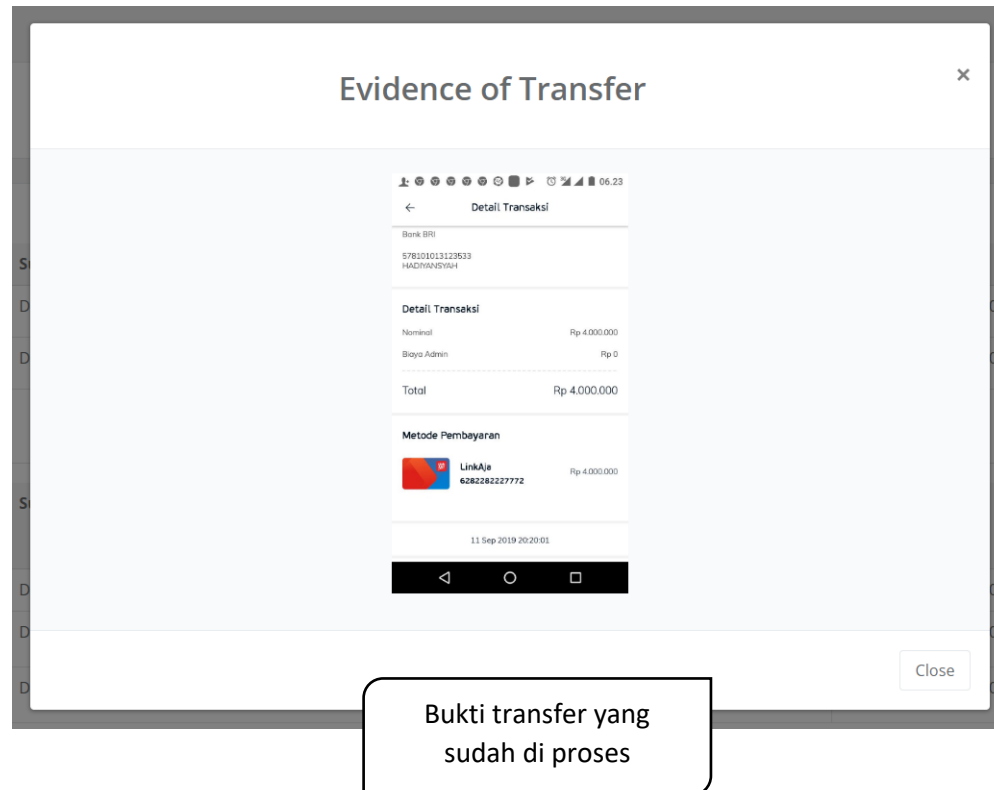 Evidence of Transfer
×
06.23
Detail Transaksi
Bank BRI
578101013123533
HADIYANSYAH
Detail Transaksi
Nominal Rp 4.000.000
Biaya Admin Rp 0
Total Rp 4.000.000
Metode Pembayaran
LinkAja
6282282227772
Rp 4.000.000
11 Sep 2019 20:20:01
Close
Bukti transfer yang
sudah di proses